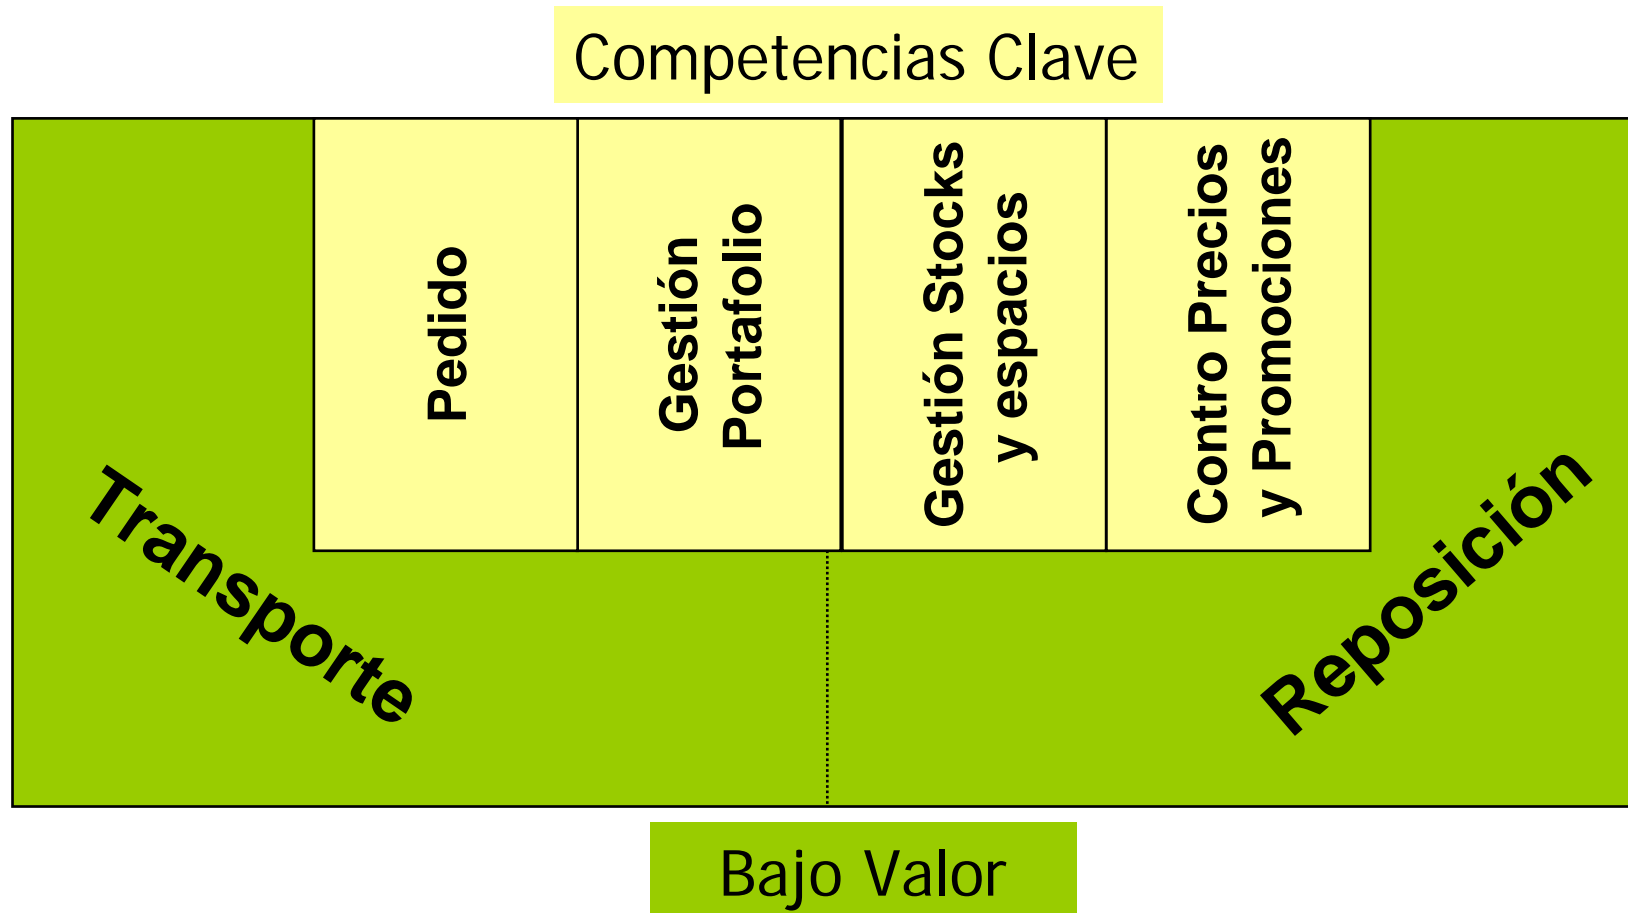 Competencias Clave
Pedido
Gestión
Portafolio
Gestión Stocks
y espacios
Contro Precios
y Promociones
Transporte
Reposición
Bajo Valor